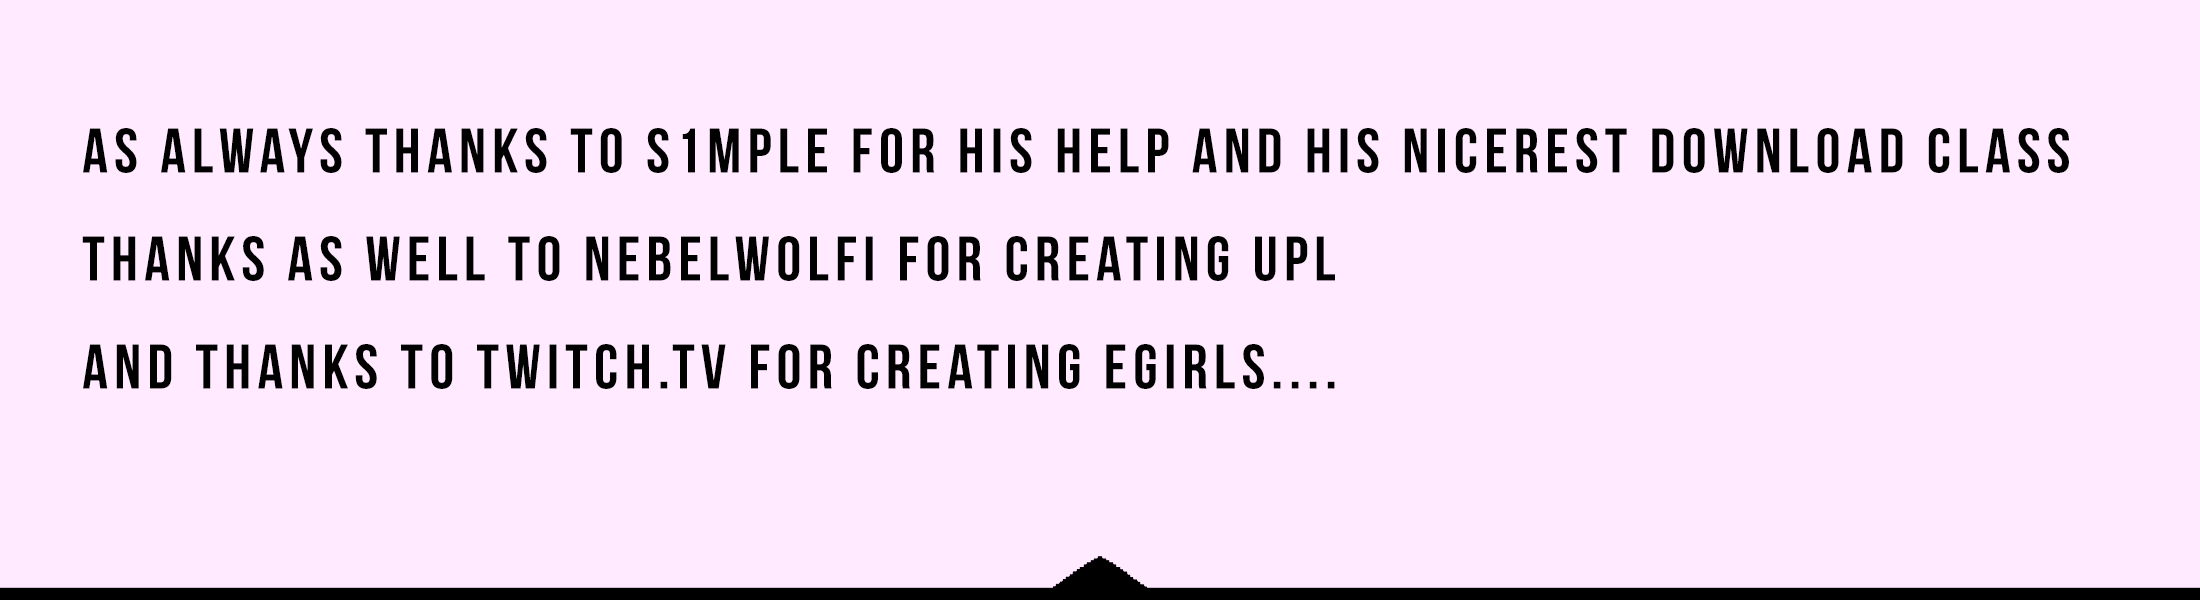 AS ALWAYS THANKS TO S1MPLE FOR HIS HELP AND HIS NICEREST DOWNLOAD CLASS
THANKS AS WELL TO NEBELWOLFI FOR CREATING UPL
AND THANKS TO TWITCH.TV FOR CREATING EGIRLS....